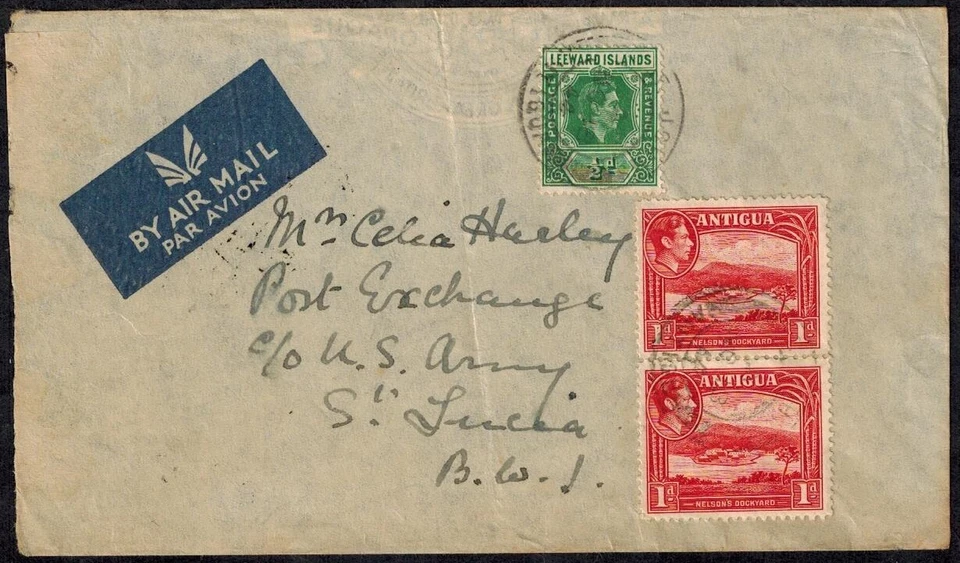 LEEWARD ISLANDS
POSTAGE
& REVENUE
½d
BY AIR MAIL
PAR AVION
ANTIGUA
1d
1d
NELSON'S DOCKYARD
ANTIGUA
1d
1d
NELSON'S DOCKYARD
Mrs Celia Hurley
Post Exchange
c/o U.S. Army
St. Lucia
B.W.I.